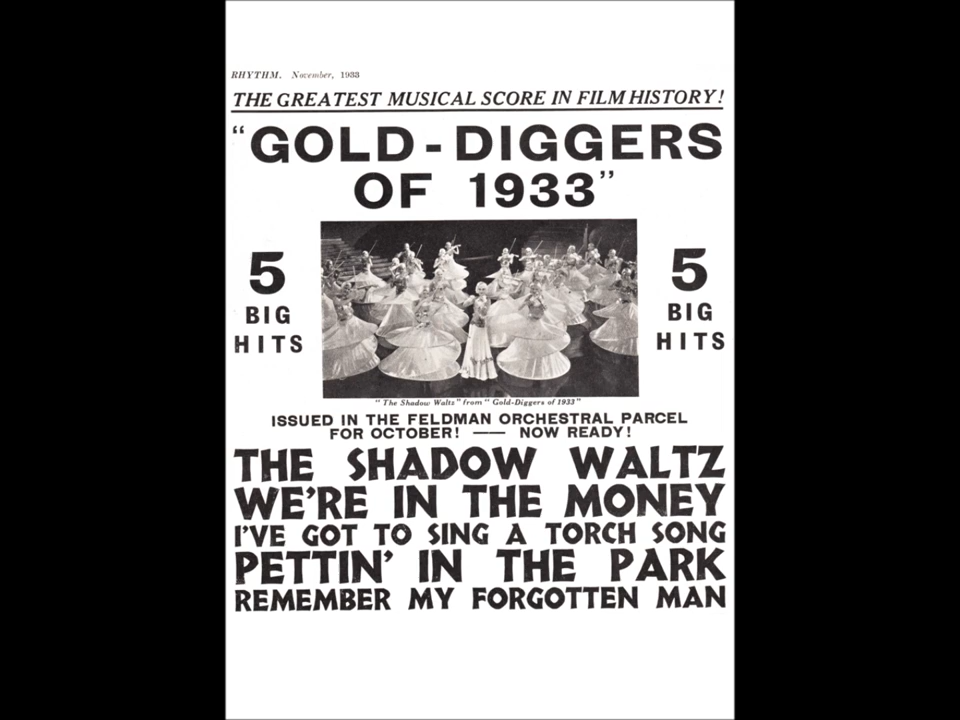 RHYTHM. November, 1933
THE GREATEST MUSICAL SCORE IN FILM HISTORY!
"GOLD-DIGGERS
OF 1933"
5
BIG
HITS
5
BIG
HITS
"The Shadow Waltz" from "Gold-Diggers of 1933"
ISSUED IN THE FELDMAN ORCHESTRAL PARCEL
FOR OCTOBER! —— NOW READY!
THE SHADOW WALTZ
WE'RE IN THE MONEY
I'VE GOT TO SING A TORCH SONG
PETTIN' IN THE PARK
REMEMBER MY FORGOTTEN MAN